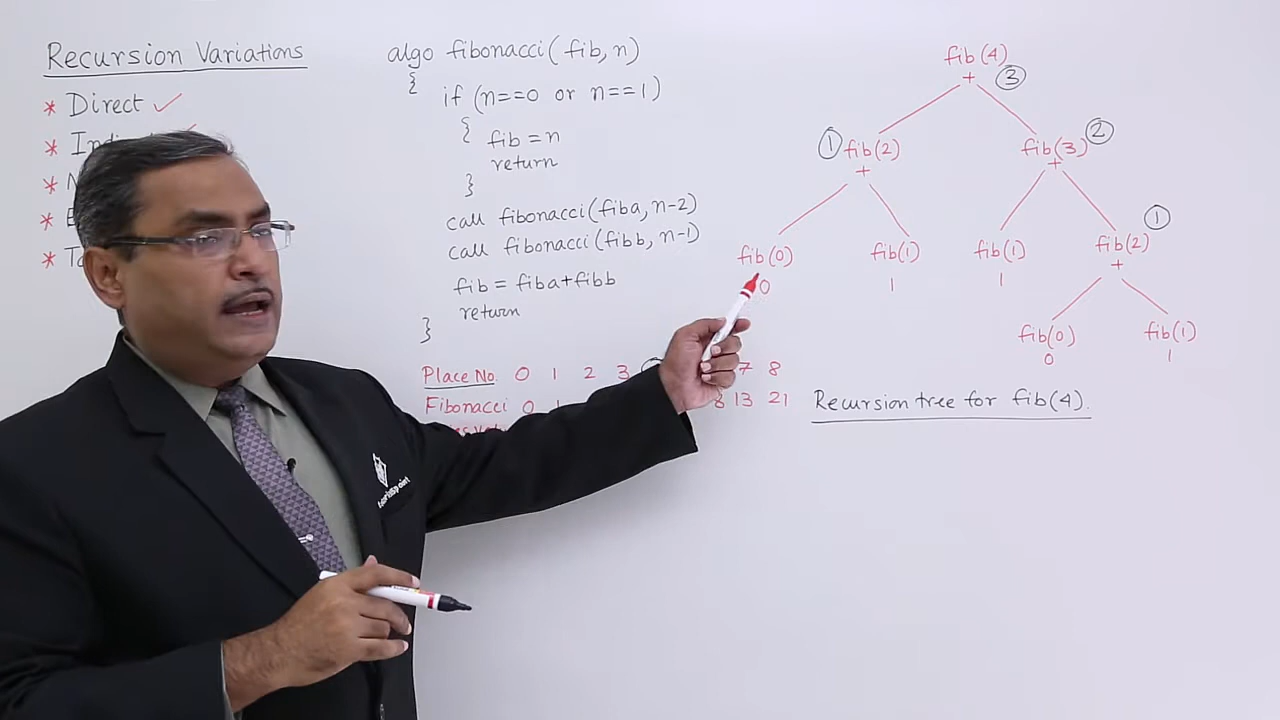 Recursion Variations
* Direct ✓
*
*
*
*
algo fibonacci(fib, n)
{
if (n==0 or n==1)
{
fib = n
return
}
call fibonacci(fiba, n-2)
call fibonacci(fibb, n-1)
fib = fiba+fibb
return
}
Place No. 0 1 2 3 7 8
Fibonacci 0 13 21
fib(4)
+ ③
① fib(2) fib(3) ②
+ +
①
fib(0) fib(1) fib(1) fib(2)
0 1 1 +
fib(0) fib(1)
0 1
Recursion tree for fib(4).